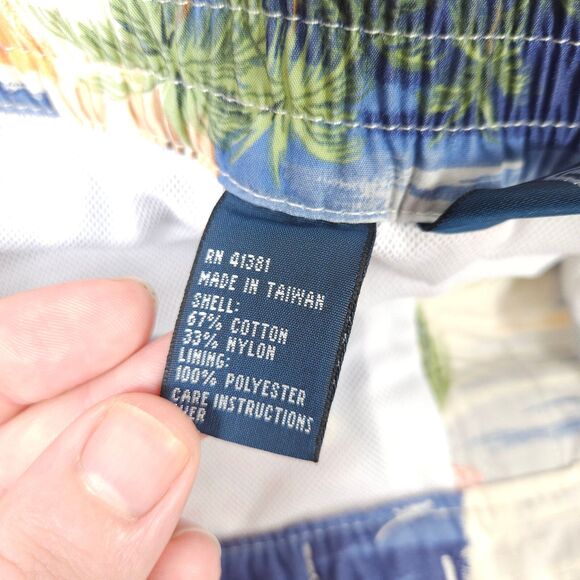 RN 41381
MADE IN TAIWAN
SHELL:
67% COTTON
33% NYLON
LINING:
100% POLYESTER
CARE INSTRUCTIONS